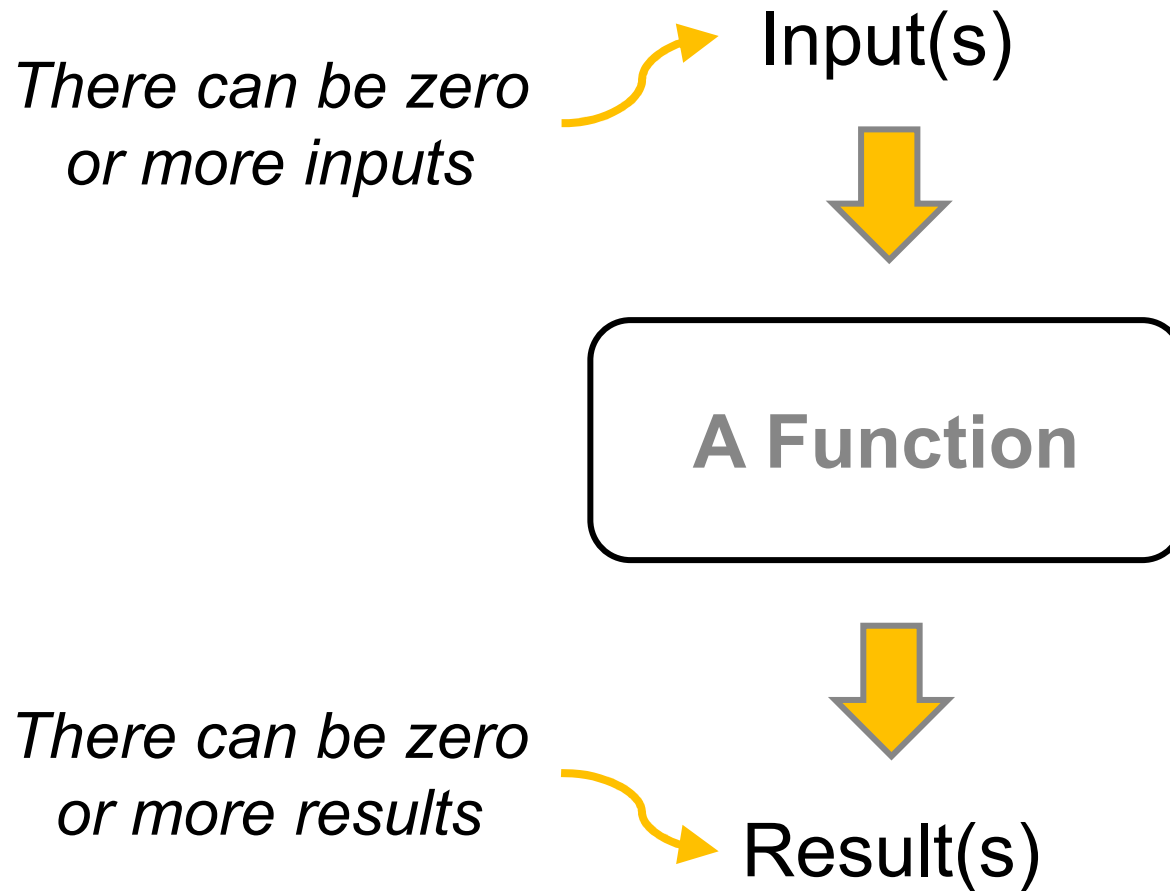 There can be zero
or more inputs
Input(s)
A Function
There can be zero
or more results
Result(s)